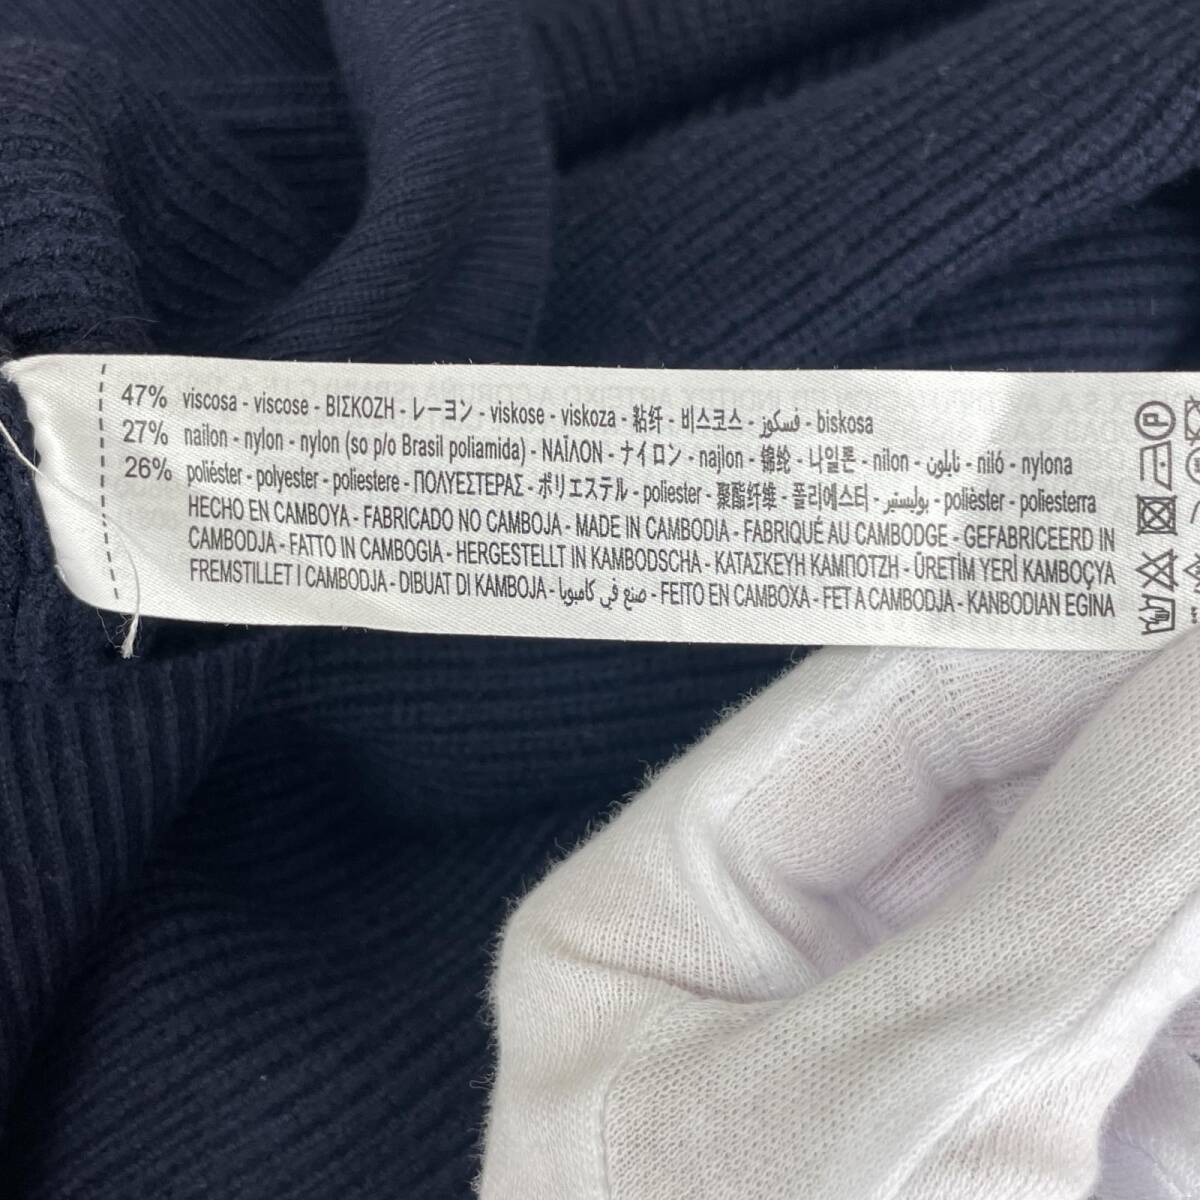 47% viscosa - viscose - ΒΙΣΚΟΖΗ - レーヨン - viskose - viskoza - 粘纤 - 비스코스 - فسكوز - biskosa
27% nailon - nylon - nylon (so p/o Brasil poliamida) - ΝΑΪΛΟΝ - ナイロン - najlon - 锦纶 - 나일론 - nilon - نايلون - niló - nylona
26% poliéster - polyester - poliestere - ΠΟΛΥΕΣΤΕΡΑΣ - ポリエステル - poliester - 聚酯纤维 - 폴리에스터 - بوليستير - polièster - poliesterra
HECHO EN CAMBOYA - FABRICADO NO CAMBOJA - MADE IN CAMBODIA - FABRIQUÉ AU CAMBODGE - GEFABRICEERD IN
CAMBODJA - FATTO IN CAMBOGIA - HERGESTELLT IN KAMBODSCHA - ΚΑΤΑΣΚΕΥΗ ΚΑΜΠΟΤΖΗ - ÜRETİM YERİ KAMBOÇYA
FREMSTILLET I CAMBODJA - DIBUAT DI KAMBOJA - صنع في كامبوديا - FEITO EN CAMBOXA - FET A CAMBODJA - KANBODIAN EGINA